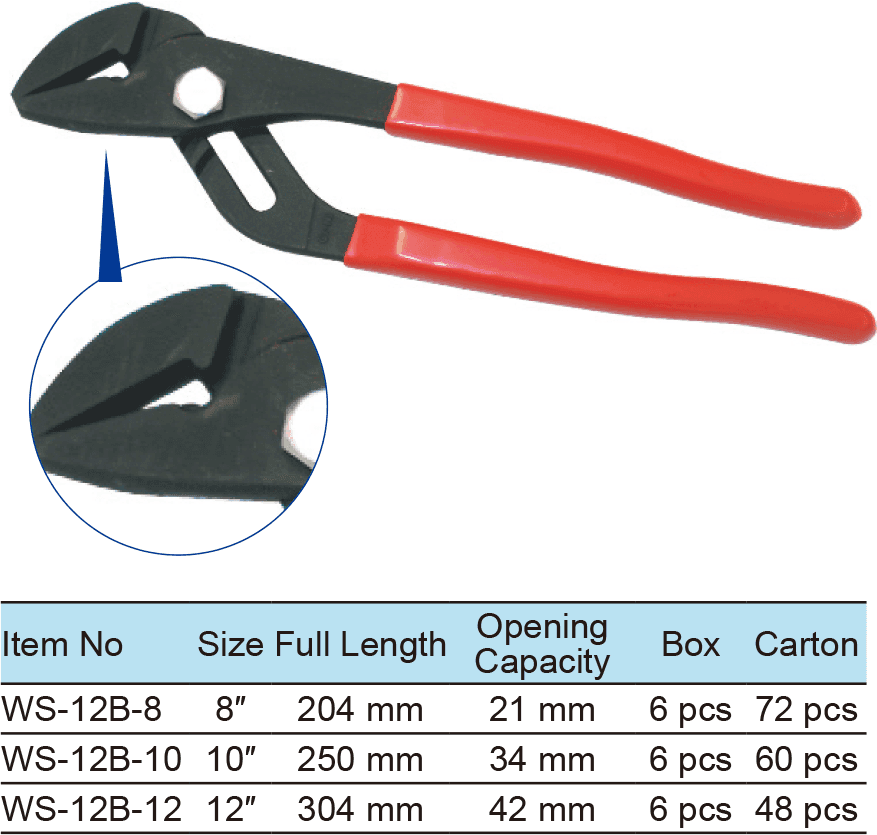 Item No Size Full Length Opening Capacity Box Carton
WS-12B-8 8″ 204 mm 21 mm 6 pcs 72 pcs
WS-12B-10 10″ 250 mm 34 mm 6 pcs 60 pcs
WS-12B-12 12″ 304 mm 42 mm 6 pcs 48 pcs